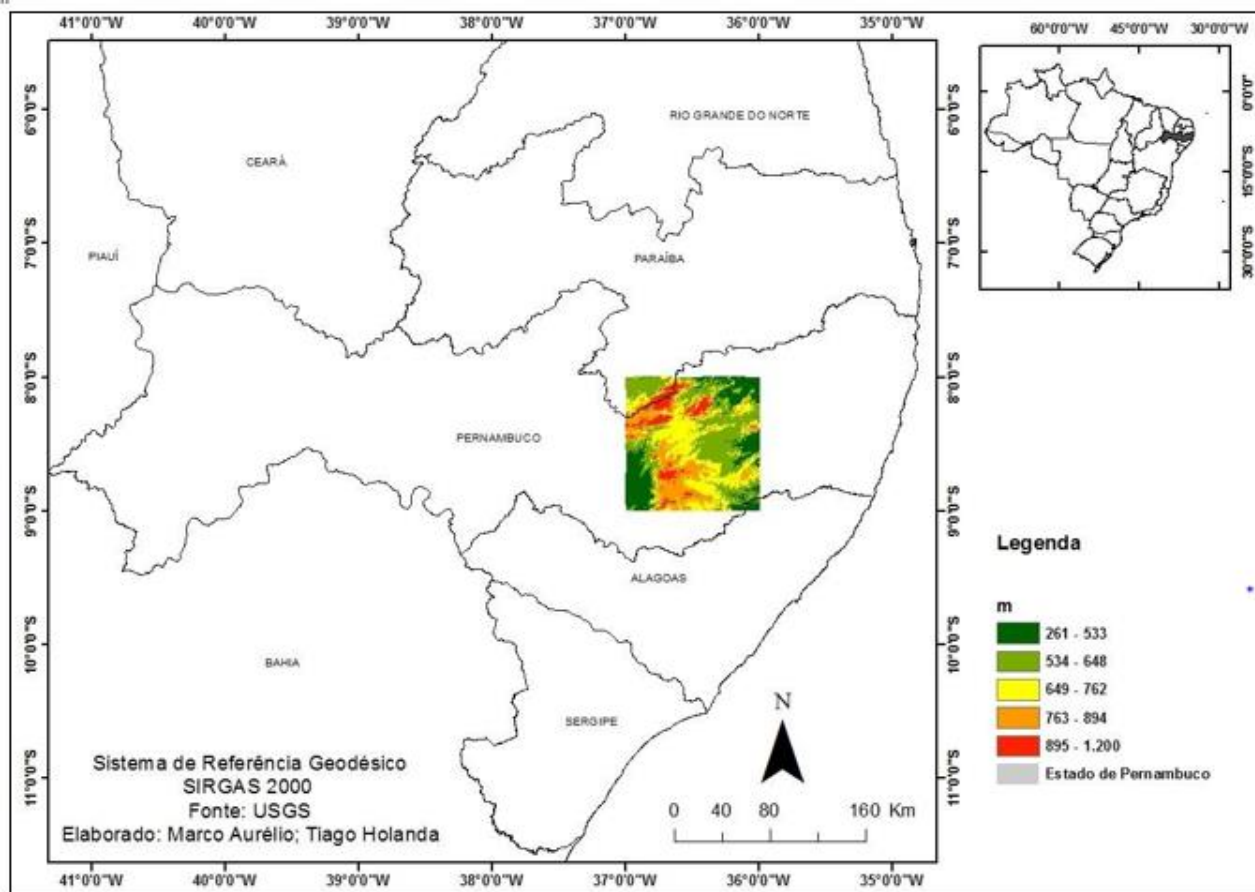 41°0'0"W 40°0'0"W 39°0'0"W 38°0'0"W 37°0'0"W 36°0'0"W 35°0'0"W
60°0'0"W 45°0'0"W 30°0'0"W
6°0'0"S
6°0'0"S
0°0'0"
15°0'0"S
30°0'0"S
RIO GRANDE DO NORTE
CEARÀ
7°0'0"S
7°0'0"S
PIAUÍ
PARAÍBA
8°0'0"S
8°0'0"S
PERNAMBUCO
9°0'0"S
9°0'0"S
Legenda
ALAGOAS
m
261 - 533
534 - 648
649 - 762
763 - 894
895 - 1.200
Estado de Pernambuco
10°0'0"S
10°0'0"S
BAHIA
SERGIPE
N
11°0'0"S
11°0'0"S
Sistema de Referência Geodésico
SIRGAS 2000
Fonte: USGS
Elaborado: Marco Aurélio; Tiago Holanda
0 40 80 160 Km
41°0'0"W 40°0'0"W 39°0'0"W 38°0'0"W 37°0'0"W 36°0'0"W 35°0'0"W